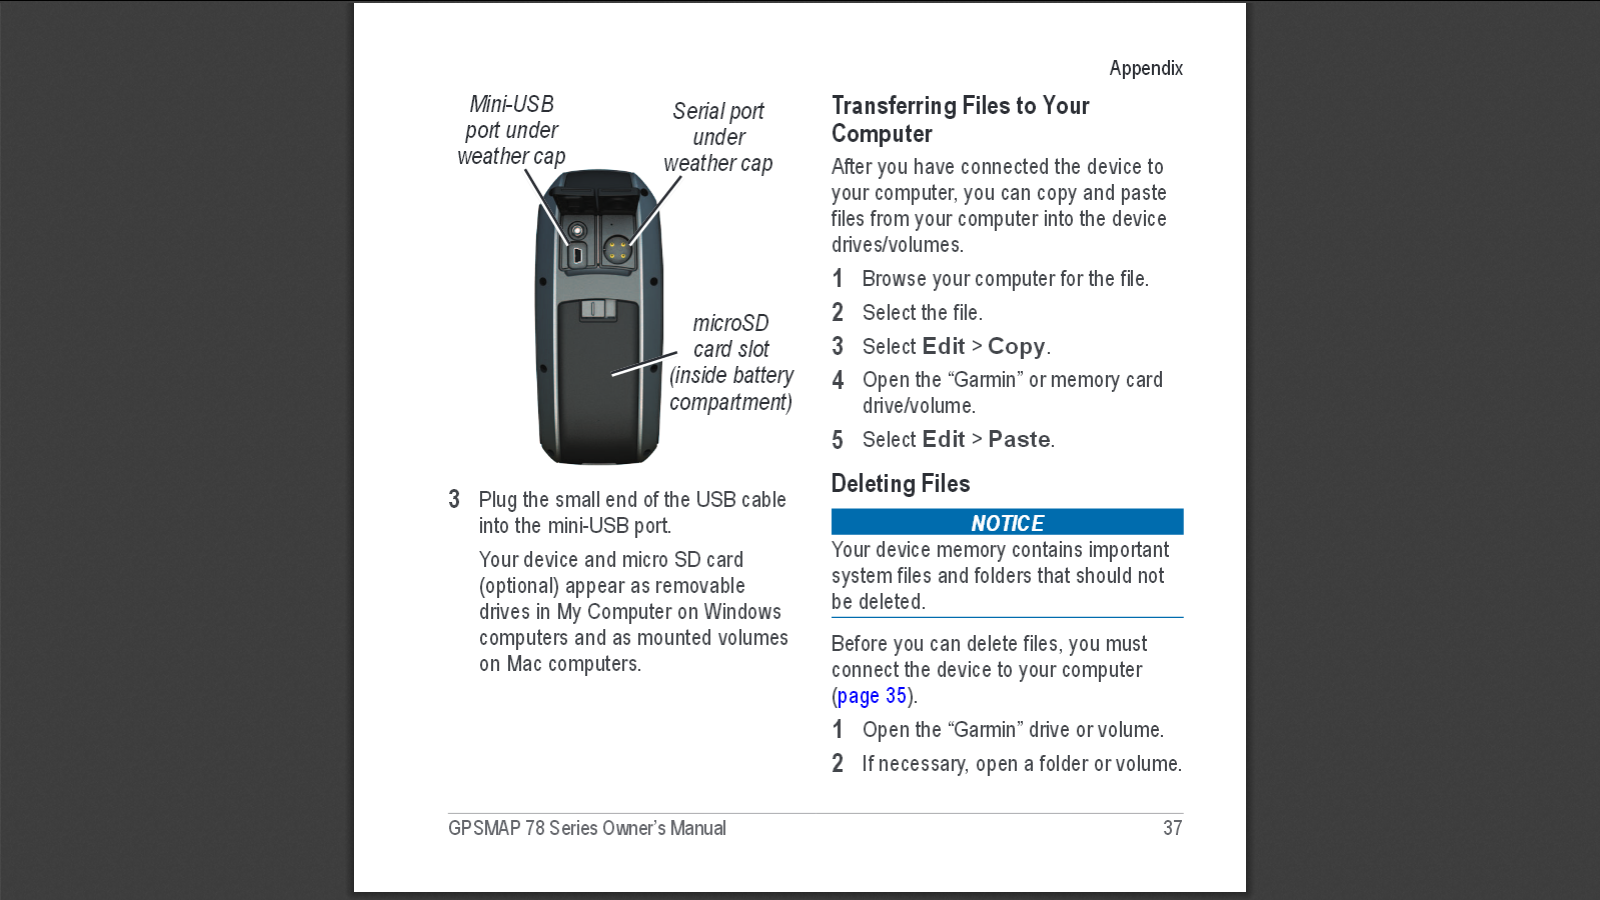 Appendix
Mini-USB
port under
weather cap
Serial port
under
weather cap
microSD
card slot
(inside battery
compartment)
3 Plug the small end of the USB cable
into the mini-USB port.
Your device and micro SD card
(optional) appear as removable
drives in My Computer on Windows
computers and as mounted volumes
on Mac computers.
Transferring Files to Your
Computer
After you have connected the device to
your computer, you can copy and paste
files from your computer into the device
drives/volumes.
1 Browse your computer for the file.
2 Select the file.
3 Select Edit > Copy.
4 Open the “Garmin” or memory card
drive/volume.
5 Select Edit > Paste.
Deleting Files
NOTICE
Your device memory contains important
system files and folders that should not
be deleted.
Before you can delete files, you must
connect the device to your computer
(page 35).
1 Open the “Garmin” drive or volume.
2 If necessary, open a folder or volume.
GPSMAP 78 Series Owner’s Manual
37